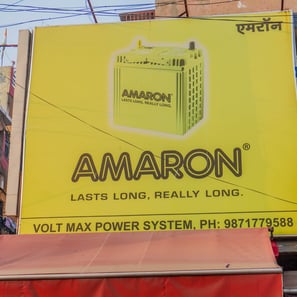 एमरॉन
AMARON
LASTS LONG, REALLY LONG.
AMARON®
LASTS LONG, REALLY LONG.
VOLT MAX POWER SYSTEM, PH: 9871779588